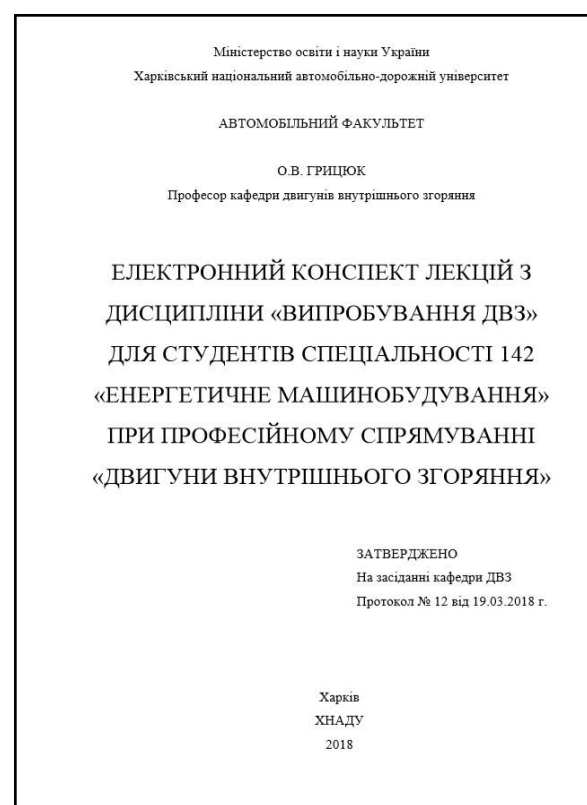 Міністерство освіти і науки України
Харківський національний автомобільно-дорожній університет
АВТОМОБІЛЬНИЙ ФАКУЛЬТЕТ
О.В. ГРИЦЮК
Професор кафедри двигунів внутрішнього згоряння
ЕЛЕКТРОННИЙ КОНСПЕКТ ЛЕКЦІЙ З
ДИСЦИПЛІНИ «ВИПРОБУВАННЯ ДВЗ»
ДЛЯ СТУДЕНТІВ СПЕЦІАЛЬНОСТІ 142
«ЕНЕРГЕТИЧНЕ МАШИНОБУДУВАННЯ»
ПРИ ПРОФЕСІЙНОМУ СПРЯМУВАННІ
«ДВИГУНИ ВНУТРІШНЬОГО ЗГОРЯННЯ»
ЗАТВЕРДЖЕНО
На засіданні кафедри ДВЗ
Протокол № 12 від 19.03.2018 г.
Харків
ХНАДУ
2018